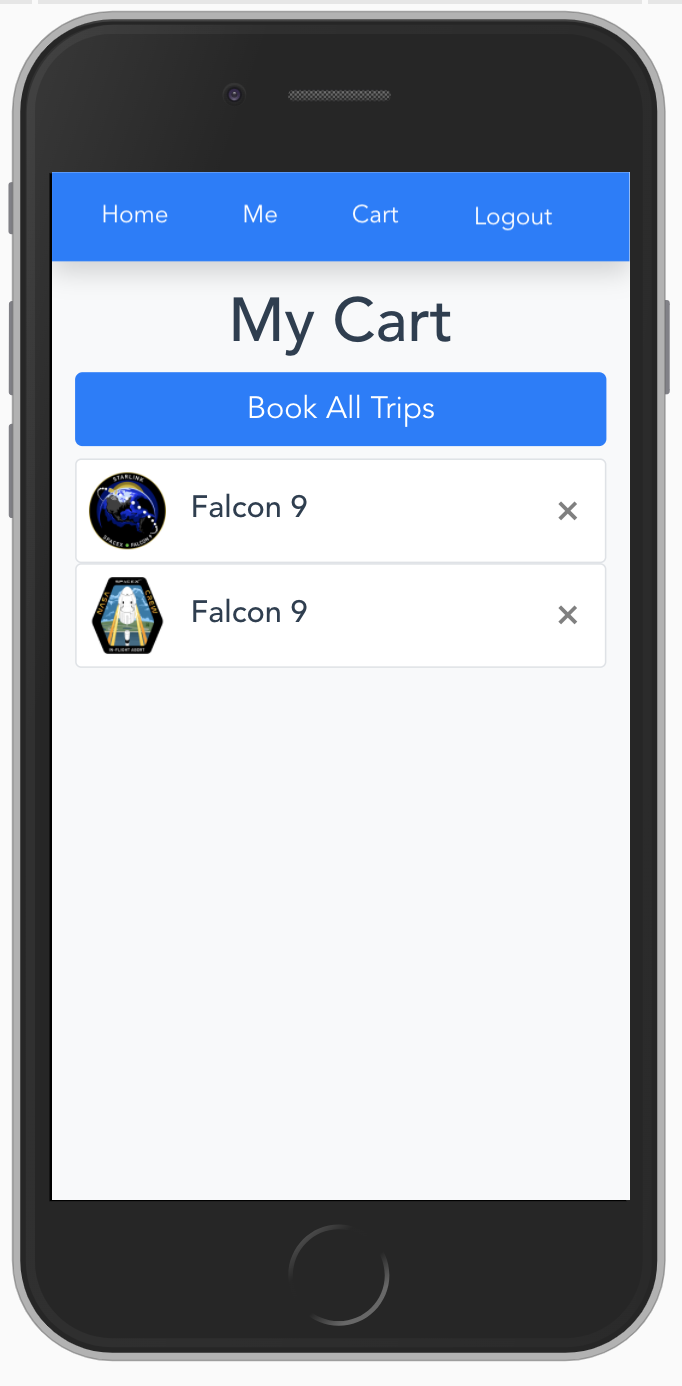 Home Me Cart Logout
My Cart
Book All Trips
STARLINK
SPACEX FALCON 9
Falcon 9
×
SPACEX
NASA CREW
IN-FLIGHT ABORT
Falcon 9
×